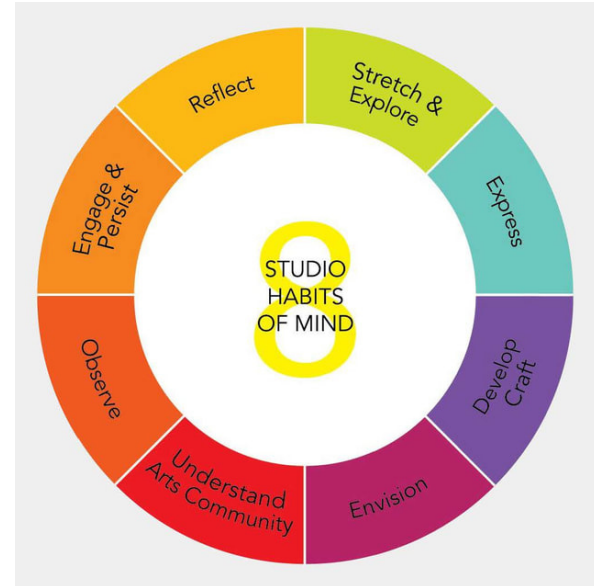 8
STUDIO
HABITS
OF MIND
Stretch &
Explore
Express
Develop
Craft
Envision
Understand
Arts Community
Observe
Engage &
Persist
Reflect